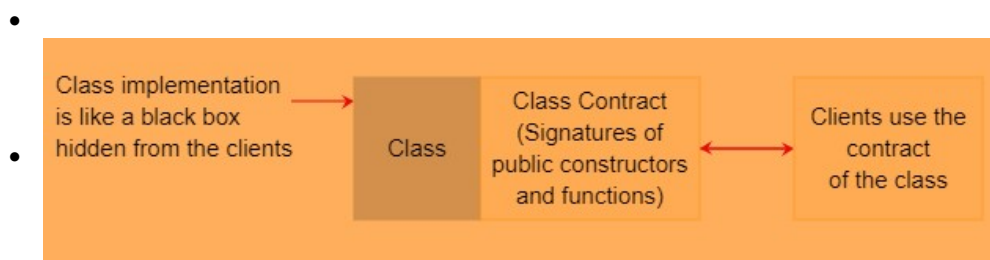 Class implementation
is like a black box
hidden from the clients
Class
Class Contract
(Signatures of
public constructors
and functions)
Clients use the
contract
of the class